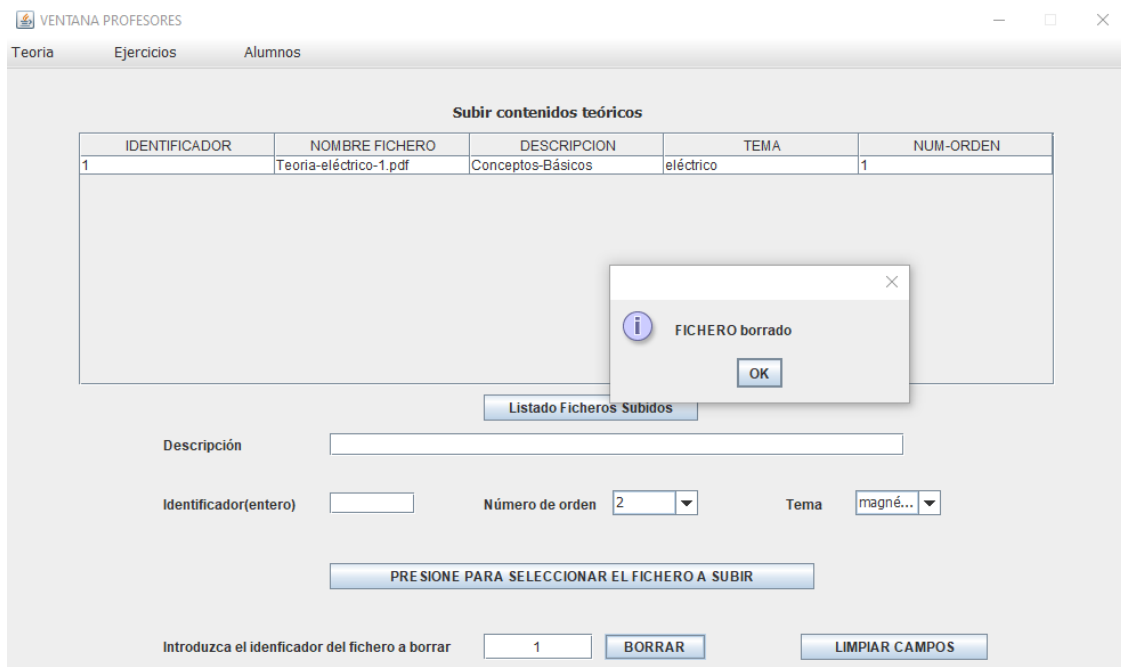 VENTANA PROFESORES
Teoria Ejercicios Alumnos
Subir contenidos teóricos
IDENTIFICADOR NOMBRE FICHERO DESCRIPCION TEMA NUM-ORDEN
1 Teoria-eléctrico-1.pdf Conceptos-Básicos eléctrico 1
FICHERO borrado
OK
Listado Ficheros Subidos
Descripción
Identificador(entero) Número de orden 2 Tema magné...
PRESIONE PARA SELECCIONAR EL FICHERO A SUBIR
Introduzca el idenficador del fichero a borrar 1 BORRAR LIMPIAR CAMPOS